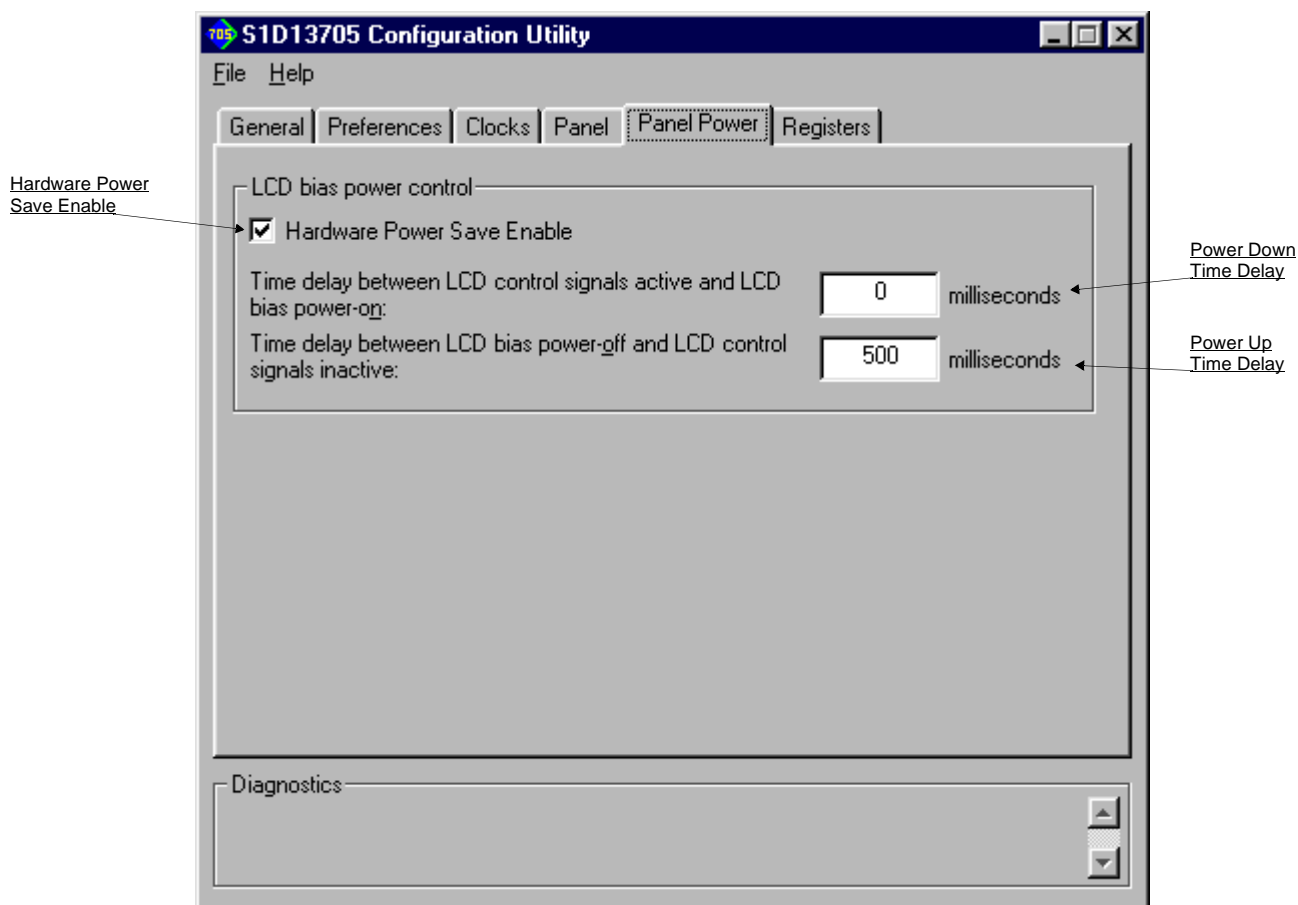 705 S1D13705 Configuration Utility
File Help
General Preferences Clocks Panel Panel Power Registers
Hardware Power
Save Enable
LCD bias power control
Hardware Power Save Enable
Time delay between LCD control signals active and LCD
bias power-on:
0 milliseconds
Power Down
Time Delay
Time delay between LCD bias power-off and LCD control
signals inactive:
500 milliseconds
Power Up
Time Delay
Diagnostics